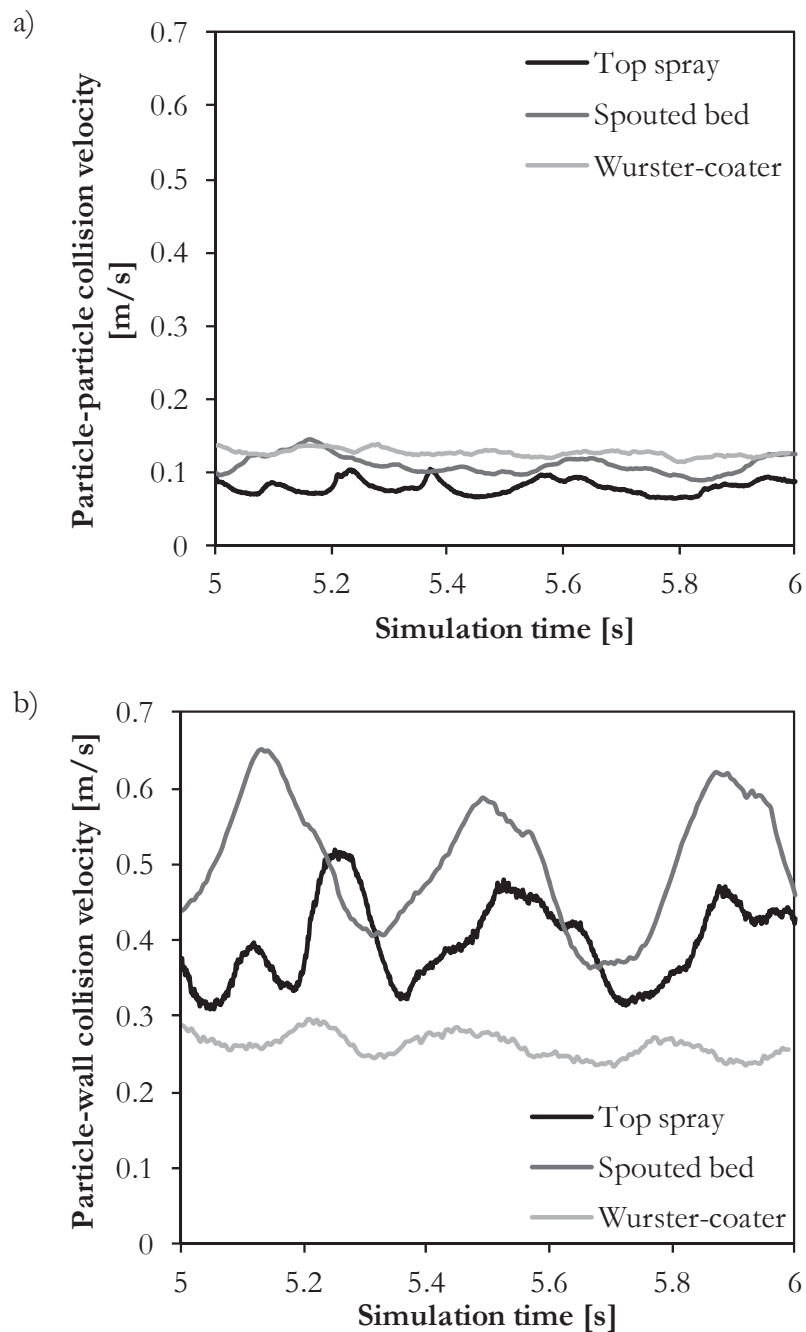 a)
0.7
0.6
0.5
0.4
0.3
0.2
0.1
0
Particle-particle collision velocity
[m/s]
Top spray
Spouted bed
Wurster-coater
5
5.2
5.4
5.6
5.8
6
Simulation time [s]
b)
0.7
0.6
0.5
0.4
0.3
0.2
0.1
0
Particle-wall collision velocity [m/s]
Top spray
Spouted bed
Wurster-coater
5
5.2
5.4
5.6
5.8
6
Simulation time [s]